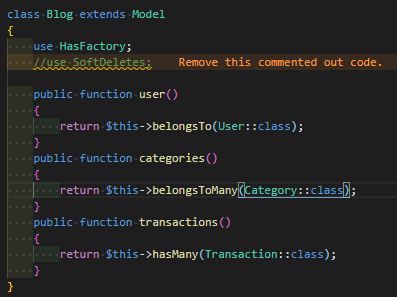 class Blog extends Model
{
    use HasFactory;
    //use SoftDeletes;    Remove this commented out code.

    public function user()
    {
        return $this->belongsTo(User::class);
    }
    public function categories()
    {
        return $this->belongsToMany(Category::class);
    }
    public function transactions()
    {
        return $this->hasMany(Transaction::class);
    }
}